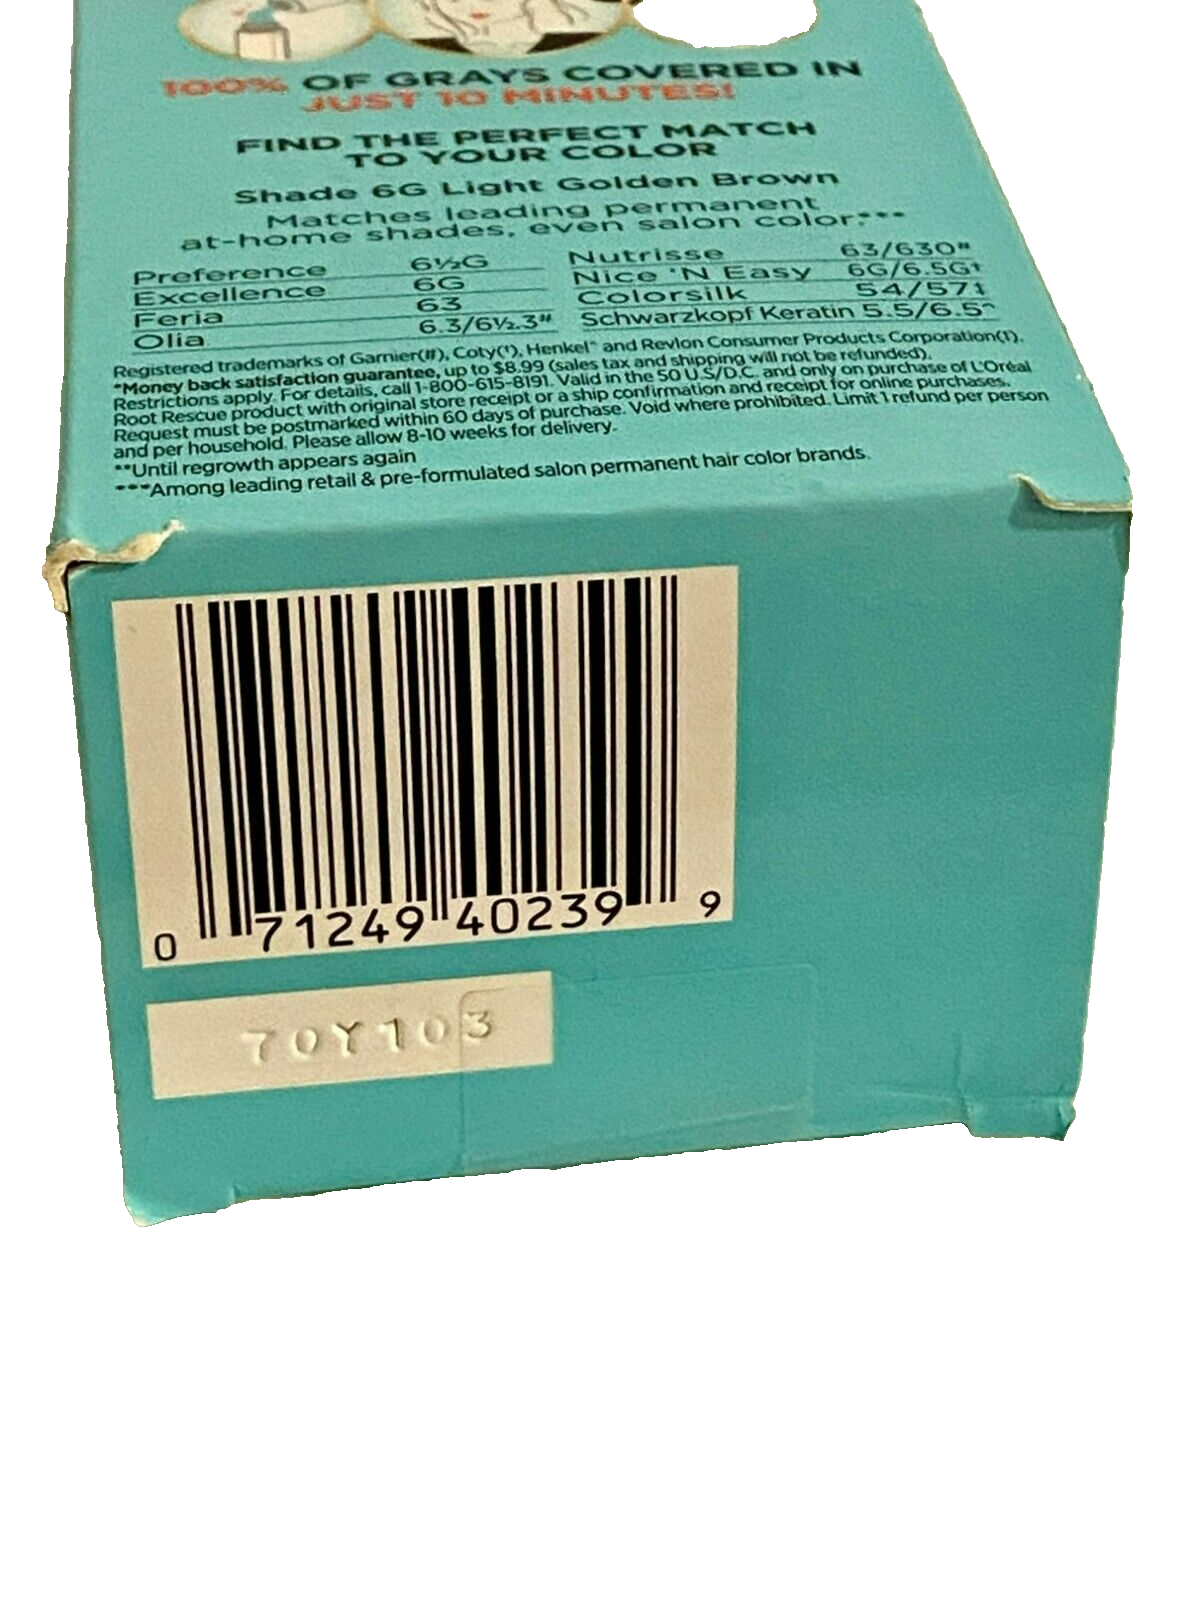 100% OF GRAYS COVERED IN
JUST 10 MINUTES!
FIND THE PERFECT MATCH
TO YOUR COLOR
Shade 6G Light Golden Brown
Matches leading permanent
at-home shades, even salon color:***
Preference 6½G
Excellence 6G
Feria 63
Olia 6.3/6½.3#
Nutrisse 63/630#
Nice 'N Easy 6G/6.5G†
Colorsilk 54/57‡
Schwarzkopf Keratin 5.5/6.5^
Registered trademarks of Garnier(#), Coty(†), Henkel^ and Revlon Consumer Products Corporation(‡).
*Money back satisfaction guarantee, up to $8.99 (sales tax and shipping will not be refunded).
Restrictions apply. For details, call 1-800-615-8191. Valid in the 50 U.S/D.C. and only on purchase of L'Oréal
Root Rescue product with original store receipt or a ship confirmation and receipt for online purchases.
Request must be postmarked within 60 days of purchase. Void where prohibited. Limit 1 refund per person
and per household. Please allow 8-10 weeks for delivery.
**Until regrowth appears again
***Among leading retail & pre-formulated salon permanent hair color brands.
0 71249 40239 9
70Y103